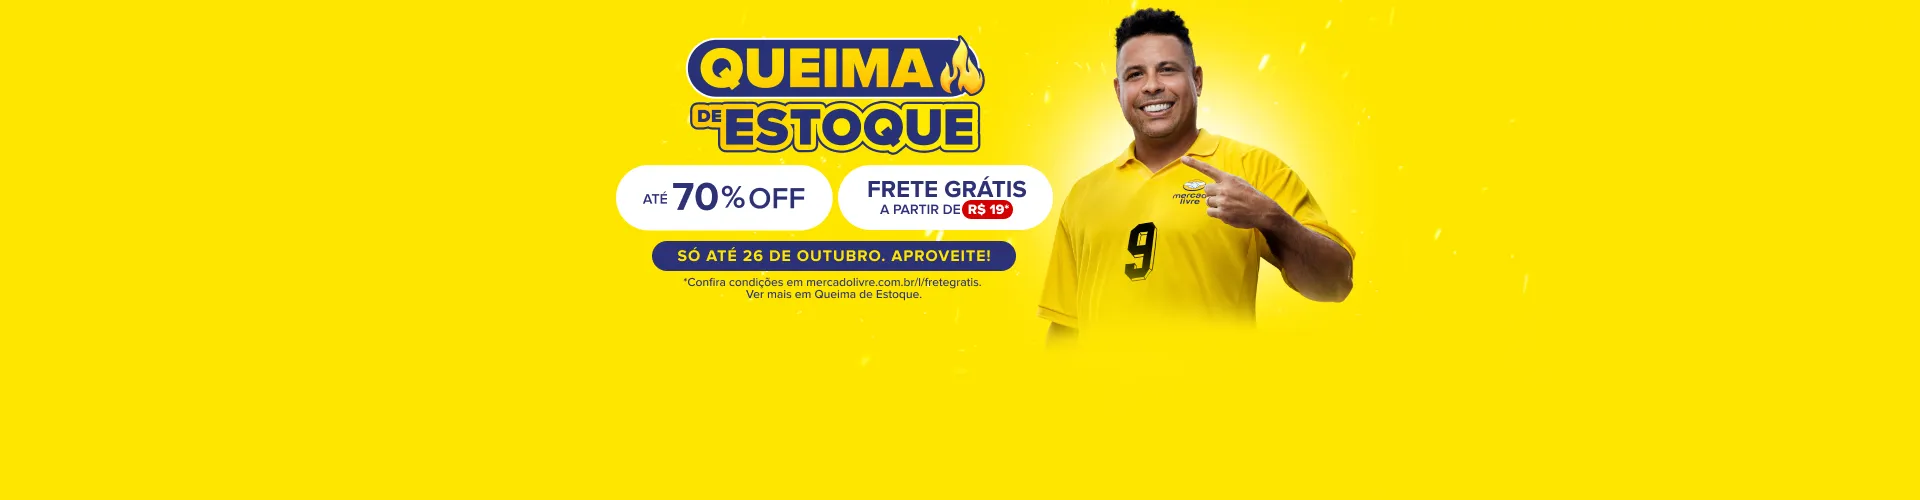 QUEIMA
DE ESTOQUE
ATÉ 70% OFF
FRETE GRÁTIS
A PARTIR DE R$ 19*
SÓ ATÉ 26 DE OUTUBRO. APROVEITE!
*Confira condições em mercadolivre.com.br/l/fretegratis.
Ver mais em Queima de Estoque.
mercado
livre
9